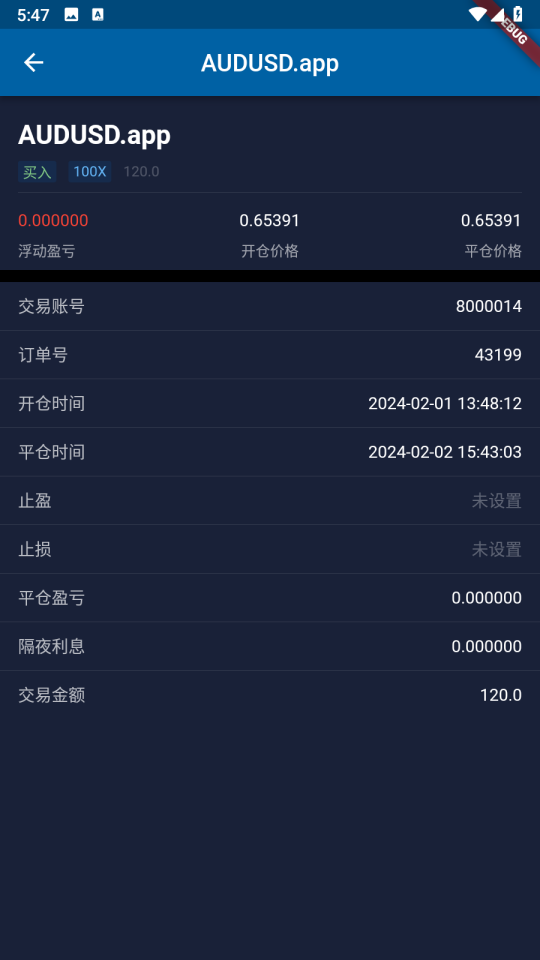 5:47
DEBUG
AUDUSD.app
AUDUSD.app
买入 100X 120.0
0.000000 0.65391 0.65391
浮动盈亏 开仓价格 平仓价格
交易账号 8000014
订单号 43199
开仓时间 2024-02-01 13:48:12
平仓时间 2024-02-02 15:43:03
止盈 未设置
止损 未设置
平仓盈亏 0.000000
隔夜利息 0.000000
交易金额 120.0